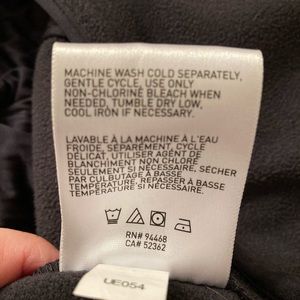 MACHINE WASH COLD SEPARATELY,
GENTLE CYCLE, USE ONLY
NON-CHLORINE BLEACH WHEN
NEEDED, TUMBLE DRY LOW,
COOL IRON IF NECESSARY.
LAVABLE À LA MACHINE À L'EAU
FROIDE, SÉPARÉMENT, CYCLE
DÉLICAT, UTILISER AGENT DE
BLANCHIMENT NON CHLORÉ
SEULEMENT SI NÉCESSAIRE, SÉCHER
PAR CULBUTAGE À BASSE
TEMPÉRATURE, REPASSER À BASSE
TEMPÉRATURE SI NÉCESSAIRE.
RN# 94468
CA# 52362
UE054